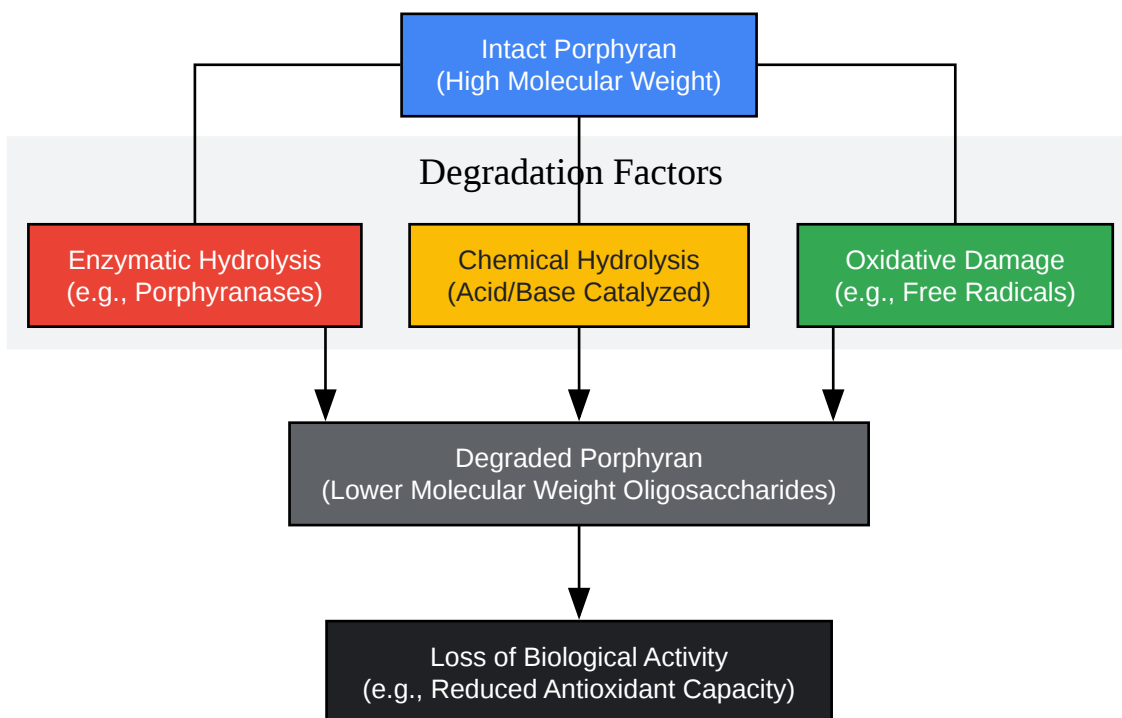 Intact Porphyran
(High Molecular Weight)
Degradation Factors
Enzymatic Hydrolysis
(e.g., Porphyranases)
Chemical Hydrolysis
(Acid/Base Catalyzed)
Oxidative Damage
(e.g., Free Radicals)
Degraded Porphyran
(Lower Molecular Weight Oligosaccharides)
Loss of Biological Activity
(e.g., Reduced Antioxidant Capacity)